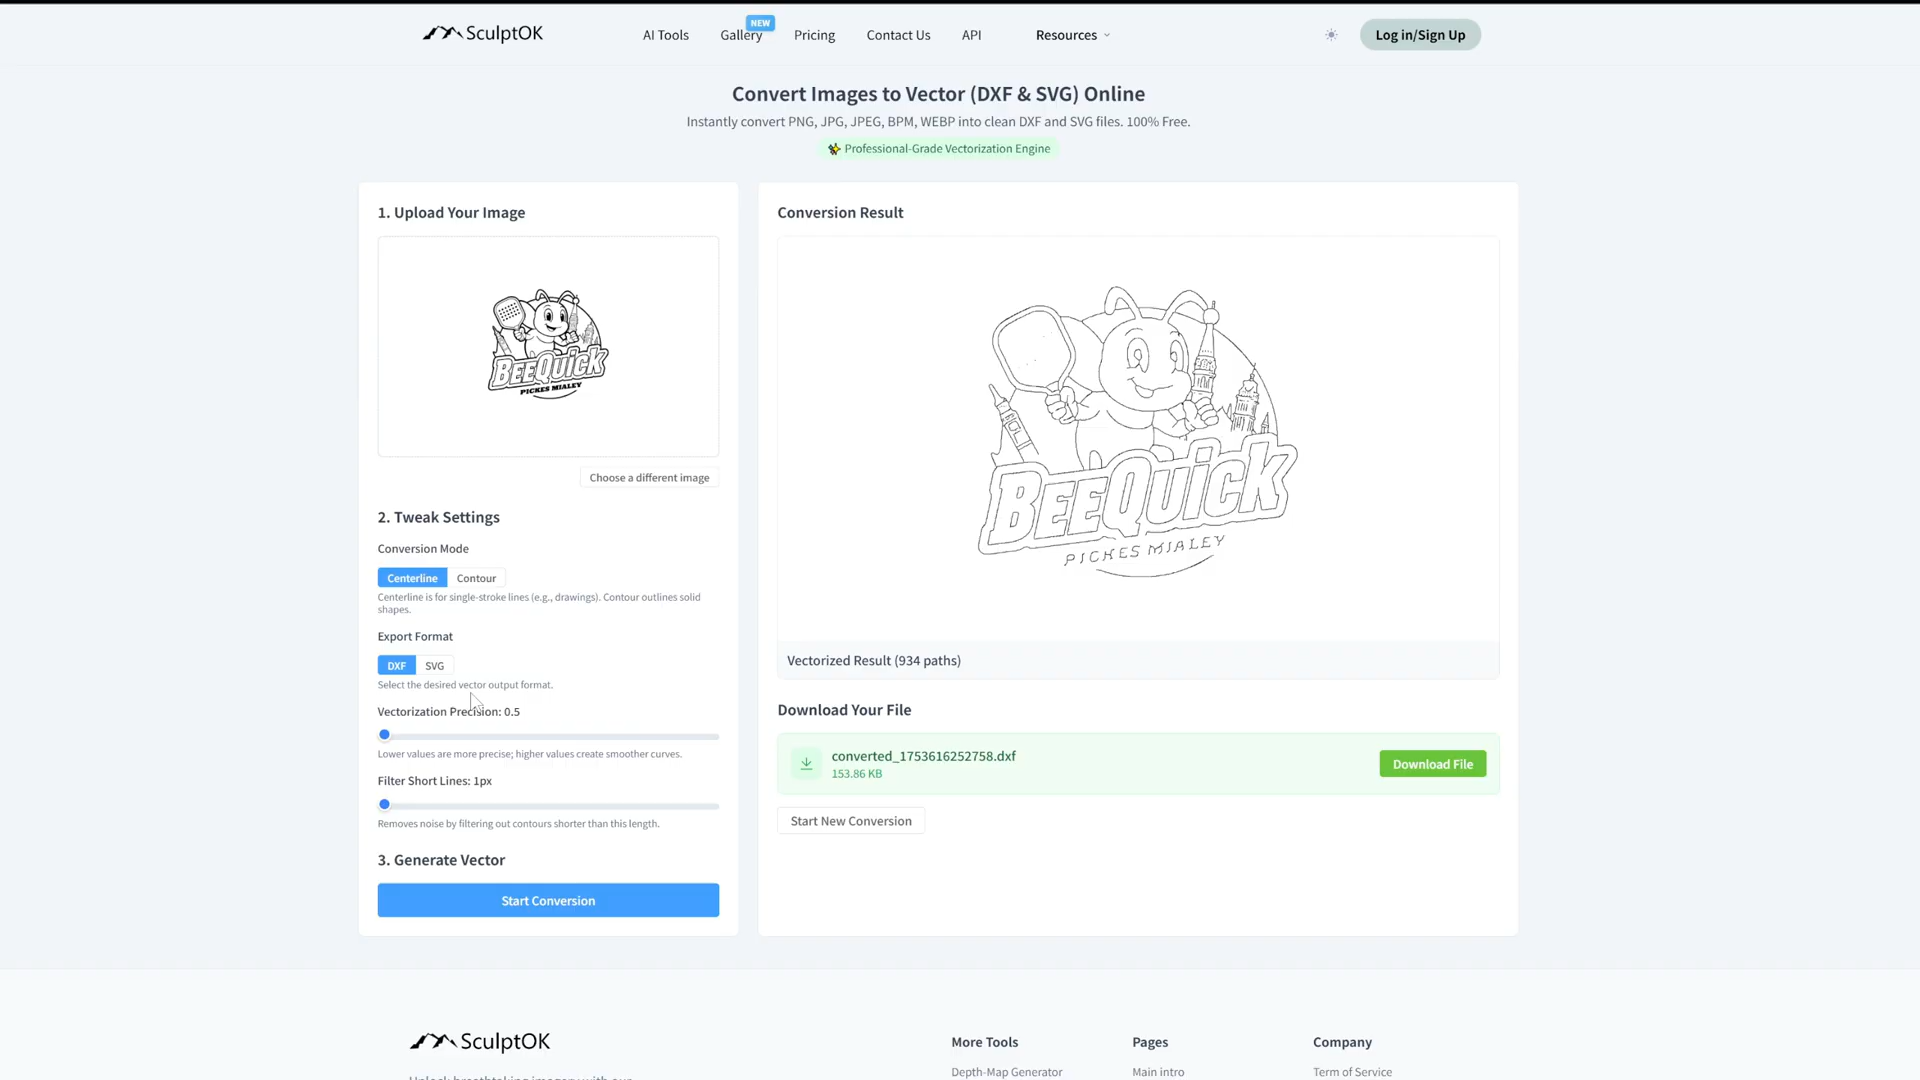 SculptOK
AI Tools
Gallery
NEW
Pricing
Contact Us
API
Resources
Log in/Sign Up
Convert Images to Vector (DXF & SVG) Online
Instantly convert PNG, JPG, JPEG, BPM, WEBP into clean DXF and SVG files. 100% Free.
Professional-Grade Vectorization Engine
1. Upload Your Image
BEEQUICK
PICKES MIALEY
Choose a different image
2. Tweak Settings
Conversion Mode
Centerline
Contour
Centerline is for single-stroke lines (e.g., drawings). Contour outlines solid
shapes.
Export Format
DXF
SVG
Select the desired vector output format.
Vectorization Precision: 0.5
Lower values are more precise; higher values create smoother curves.
Filter Short Lines: 1px
Removes noise by filtering out contours shorter than this length.
3. Generate Vector
Start Conversion
Conversion Result
BEEQUICK
PICKES MIALEY
Vectorized Result (934 paths)
Download Your File
converted_1753616252758.dxf
153.86 KB
Download File
Start New Conversion
SculptOK
More Tools
Pages
Company
Depth-Map Generator
Main intro
Term of Service